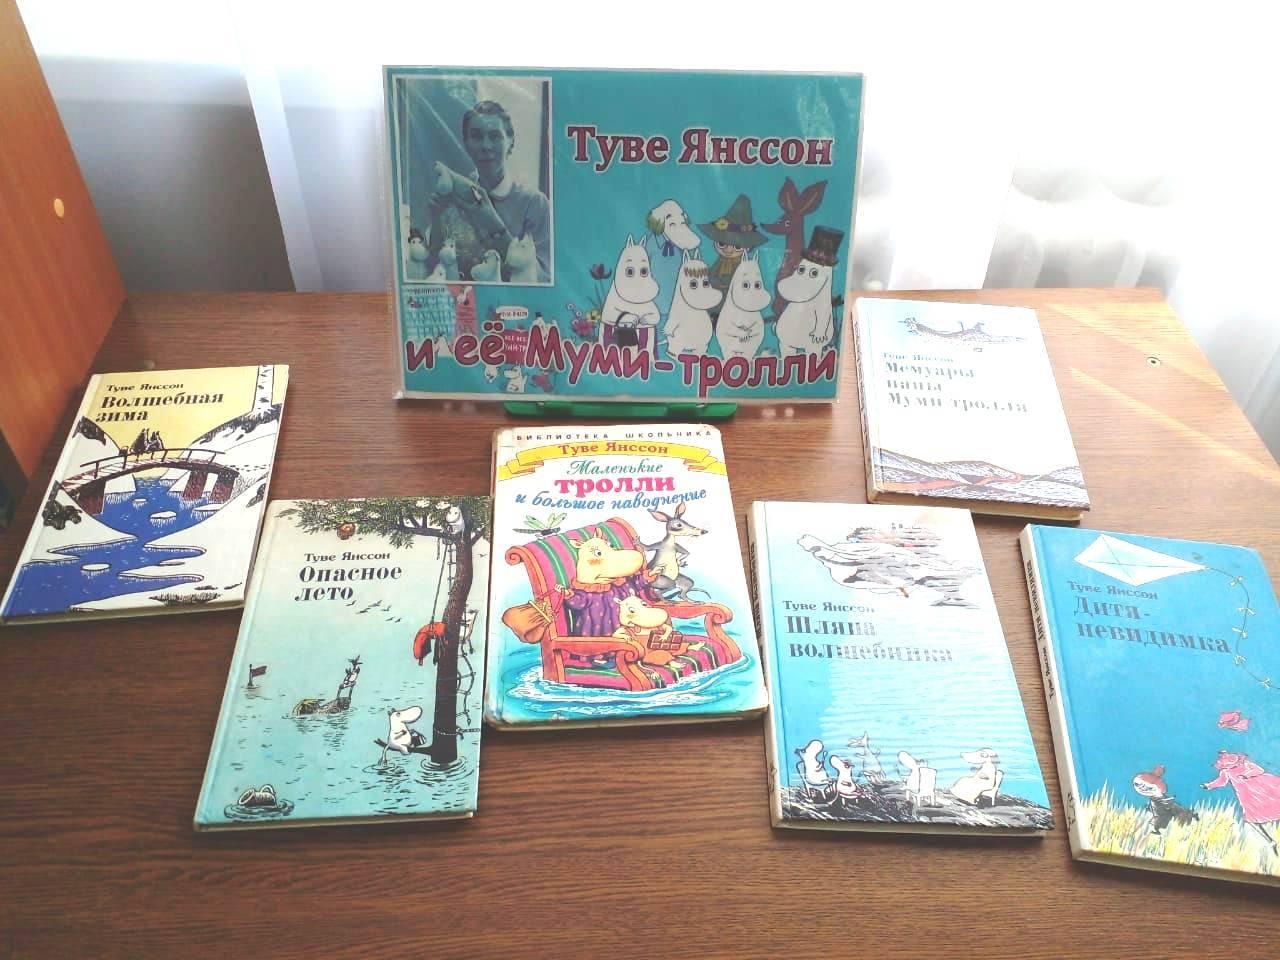 Туве Янссон
и её Муми-тролли
Туве Янссон
Волшебная
зима
Туве Янссон
Опасное
лето
БИБЛИОТЕКА ШКОЛЬНИКА
Туве Янссон
Маленькие
тролли
и большое наводнение
Туве Янссон
Мемуары
папы
Муми-тролля
Туве Янссон
Шляпа
волшебника
Туве Янссон
Дитя-
невидимка